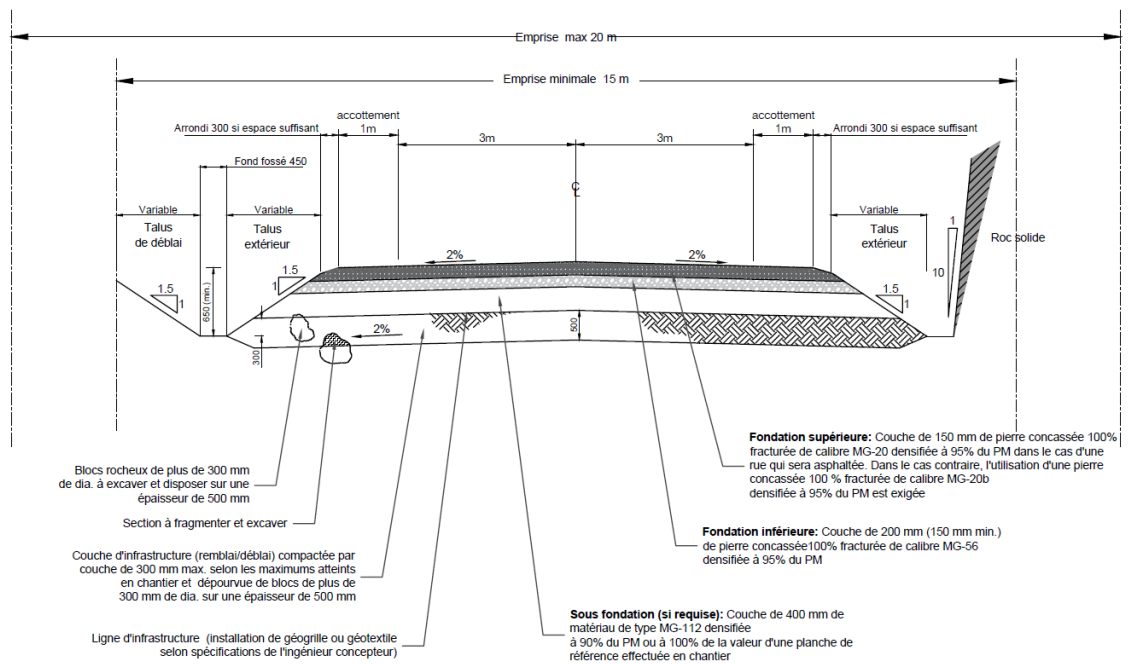 Emprise max 20 m
Emprise minimale 15 m
accottement
1m
accottement
1m
Arrondi 300 si espace suffisant
Arrondi 300 si espace suffisant
3m
3m
Fond fossé 450
CL
Variable
Talus
de déblai
Variable
Talus
extérieur
Variable
Talus
extérieur
1
10
Roc solide
2%
2%
1.5
1
1.5
1
1.5
1
650 (min.)
300
2%
500
Blocs rocheux de plus de 300 mm
de dia. à excaver et disposer sur une
épaisseur de 500 mm
Section à fragmenter et excaver
Couche d'infrastructure (remblai/déblai) compactée par
couche de 300 mm max. selon les maximums atteints
en chantier et dépourvue de blocs de plus de
300 mm de dia. sur une épaisseur de 500 mm
Ligne d'infrastructure (installation de géogrille ou géotextile
selon spécifications de l'ingénieur concepteur)
Fondation supérieure: Couche de 150 mm de pierre concassée 100%
fracturée de calibre MG-20 densifiée à 95% du PM dans le cas d'une
rue qui sera asphaltée. Dans le cas contraire, l'utilisation d'une pierre
concassée 100 % fracturée de calibre MG-20b
densifiée à 95% du PM est exigée
Fondation inférieure: Couche de 200 mm (150 mm min.)
de pierre concassée100% fracturée de calibre MG-56
densifiée à 95% du PM
Sous fondation (si requise): Couche de 400 mm de
matériau de type MG-112 densifiée
à 90% du PM ou à 100% de la valeur d'une planche de
référence effectuée en chantier